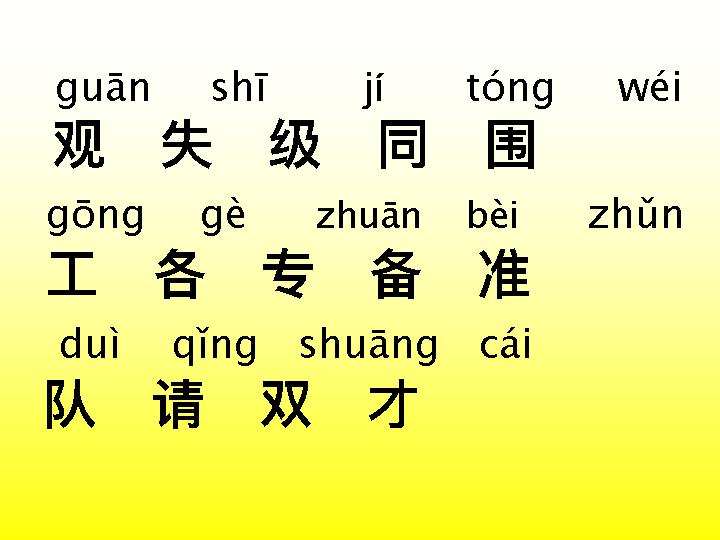 guān shī jí tóng wéi
观 失 级 同 围
gōng gè zhuān bèi zhǔn
工 各 专 备 准
duì qǐng shuāng cái
队 请 双 才